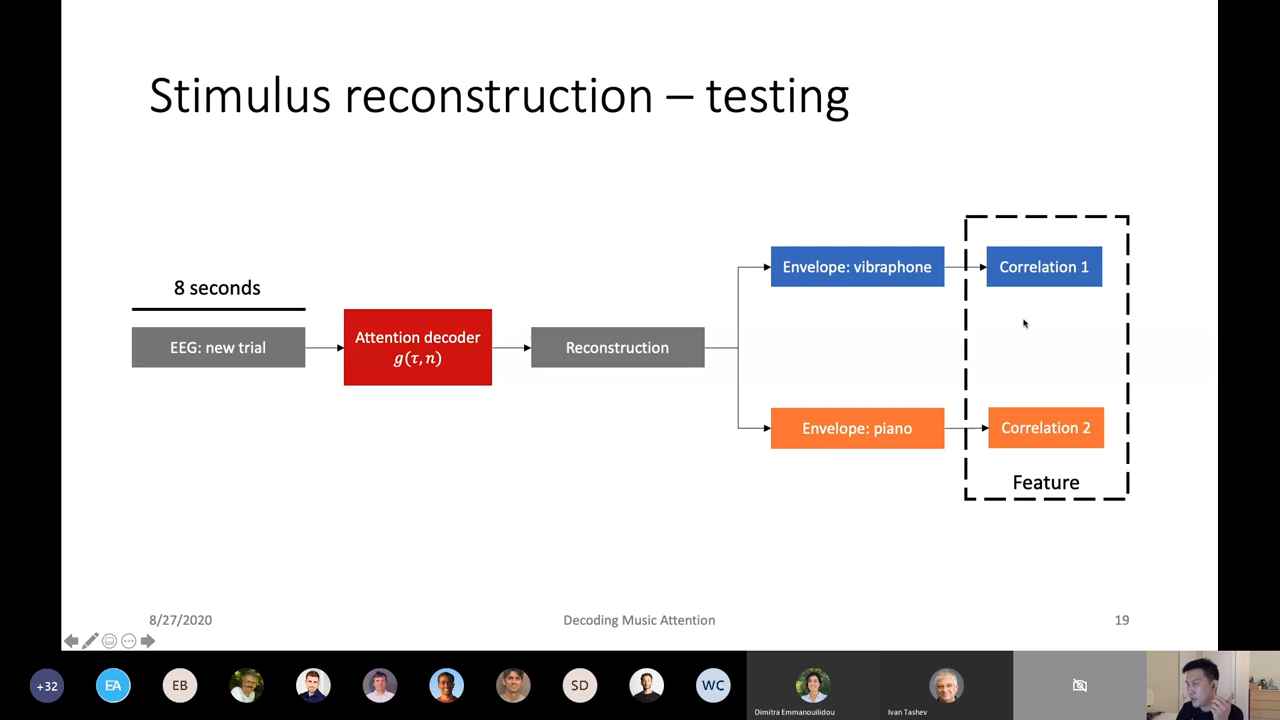 Stimulus reconstruction – testing
8 seconds
EEG: new trial
Attention decoder
g(τ, n)
Reconstruction
Envelope: vibraphone
Correlation 1
Envelope: piano
Correlation 2
Feature
8/27/2020
Decoding Music Attention
19
+32
EA
EB
SD
WC
Dimitra Emmanouilidou
Ivan Tashev